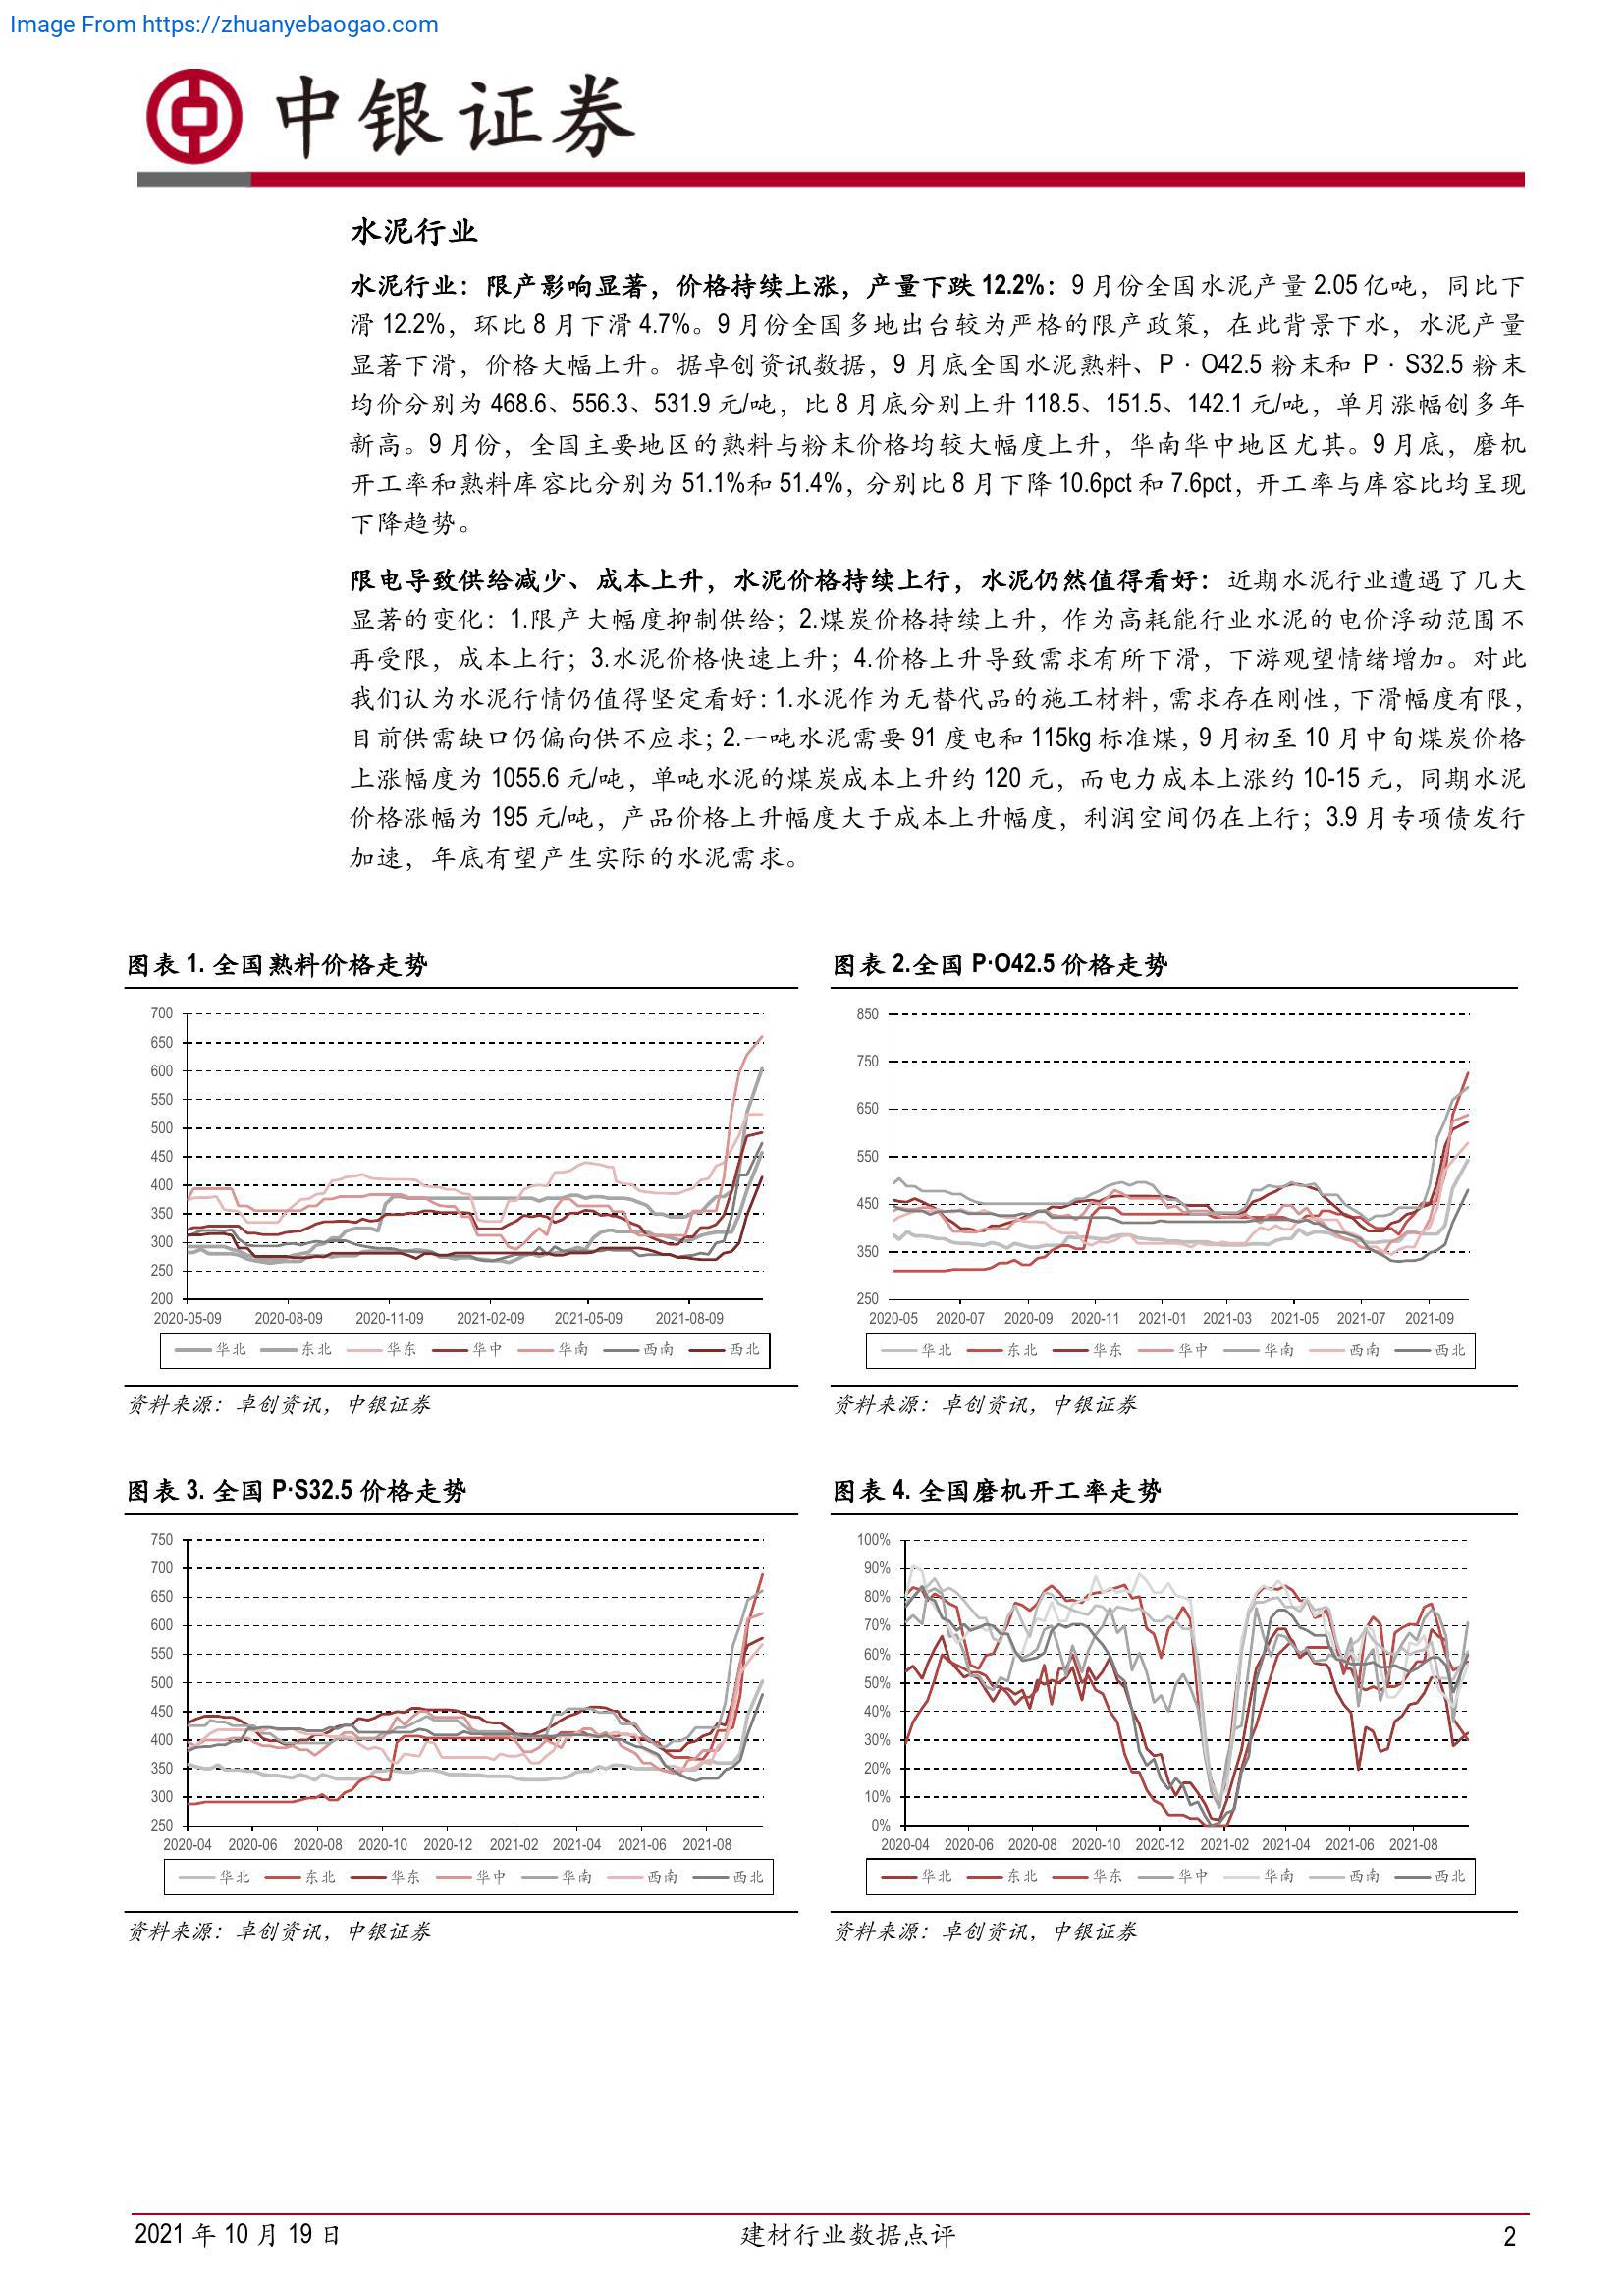 Image From https://zhuanyebaogao.com
中银证券
水泥行业
水泥行业：限产影响显著，价格持续上涨，产量下跌 12.2%：9 月份全国水泥产量 2.05 亿吨，同比下
滑 12.2%，环比 8 月下滑 4.7%。9 月份全国多地出台较为严格的限产政策，在此背景下水，水泥产量
显著下滑，价格大幅上升。据卓创资讯数据，9 月底全国水泥熟料、P · O42.5 粉末和 P · S32.5 粉末
均价分别为 468.6、556.3、531.9 元/吨，比 8 月底分别上升 118.5、151.5、142.1 元/吨，单月涨幅创多年
新高。9 月份，全国主要地区的熟料与粉末价格均较大幅度上升，华南华中地区尤其。9 月底，磨机
开工率和熟料库容比分别为 51.1%和 51.4%，分别比 8 月下降 10.6pct 和 7.6pct，开工率与库容比均呈现
下降趋势。
限电导致供给减少、成本上升，水泥价格持续上行，水泥仍然值得看好：近期水泥行业遭遇了几大
显著的变化：1.限产大幅度抑制供给；2.煤炭价格持续上升，作为高耗能行业水泥的电价浮动范围不
再受限，成本上行；3.水泥价格快速上升；4.价格上升导致需求有所下滑，下游观望情绪增加。对此
我们认为水泥行情仍值得坚定看好：1.水泥作为无替代品的施工材料，需求存在刚性，下滑幅度有限，
目前供需缺口仍偏向供不应求；2.一吨水泥需要 91 度电和 115kg 标准煤，9 月初至 10 月中旬煤炭价格
上涨幅度为 1055.6 元/吨，单吨水泥的煤炭成本上升约 120 元，而电力成本上涨约 10-15 元，同期水泥
价格涨幅为 195 元/吨，产品价格上升幅度大于成本上升幅度，利润空间仍在上行；3.9 月专项债发行
加速，年底有望产生实际的水泥需求。
图表 1. 全国熟料价格走势
700
650
600
550
500
450
400
350
300
250
200
2020-05-09 2020-08-09 2020-11-09 2021-02-09 2021-05-09 2021-08-09
华北 东北 华东 华中 华南 西南 西北
资料来源：卓创资讯，中银证券
图表 2.全国 P·O42.5 价格走势
850
750
650
550
450
350
250
2020-05 2020-07 2020-09 2020-11 2021-01 2021-03 2021-05 2021-07 2021-09
华北 东北 华东 华中 华南 西南 西北
资料来源：卓创资讯，中银证券
图表 3. 全国 P·S32.5 价格走势
750
700
650
600
550
500
450
400
350
300
250
2020-04 2020-06 2020-08 2020-10 2020-12 2021-02 2021-04 2021-06 2021-08
华北 东北 华东 华中 华南 西南 西北
资料来源：卓创资讯，中银证券
图表 4. 全国磨机开工率走势
100%
90%
80%
70%
60%
50%
40%
30%
20%
10%
0%
2020-04 2020-06 2020-08 2020-10 2020-12 2021-02 2021-04 2021-06 2021-08
华北 东北 华东 华中 华南 西南 西北
资料来源：卓创资讯，中银证券
2021 年 10 月 19 日 建材行业数据点评 2